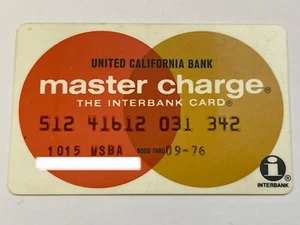 UNITED CALIFORNIA BANK
master charge®
THE INTERBANK CARD®
512 41612 031 342
1015 WSBA GOOD THRU 09-76
i
INTERBANK®